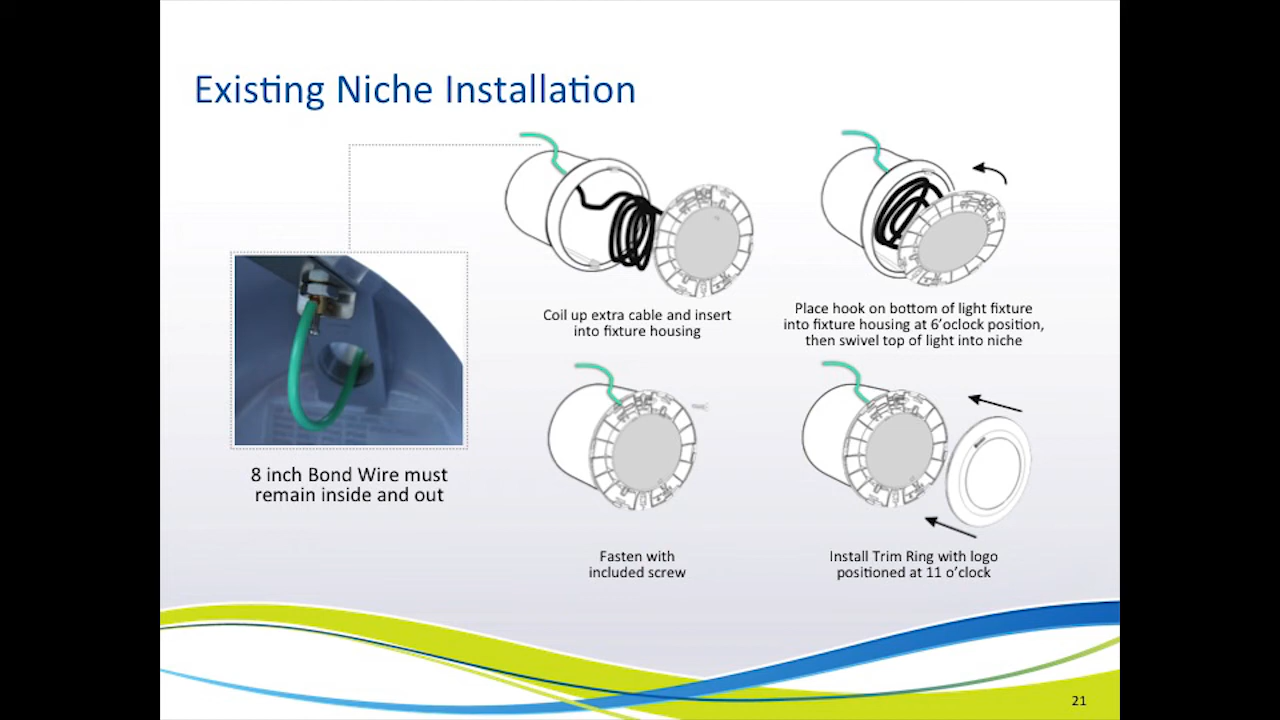 Existing Niche Installation
Coil up extra cable and insert
into fixture housing
Place hook on bottom of light fixture
into fixture housing at 6’oclock position,
then swivel top of light into niche
8 inch Bond Wire must
remain inside and out
Fasten with
included screw
Install Trim Ring with logo
positioned at 11 o’clock
21